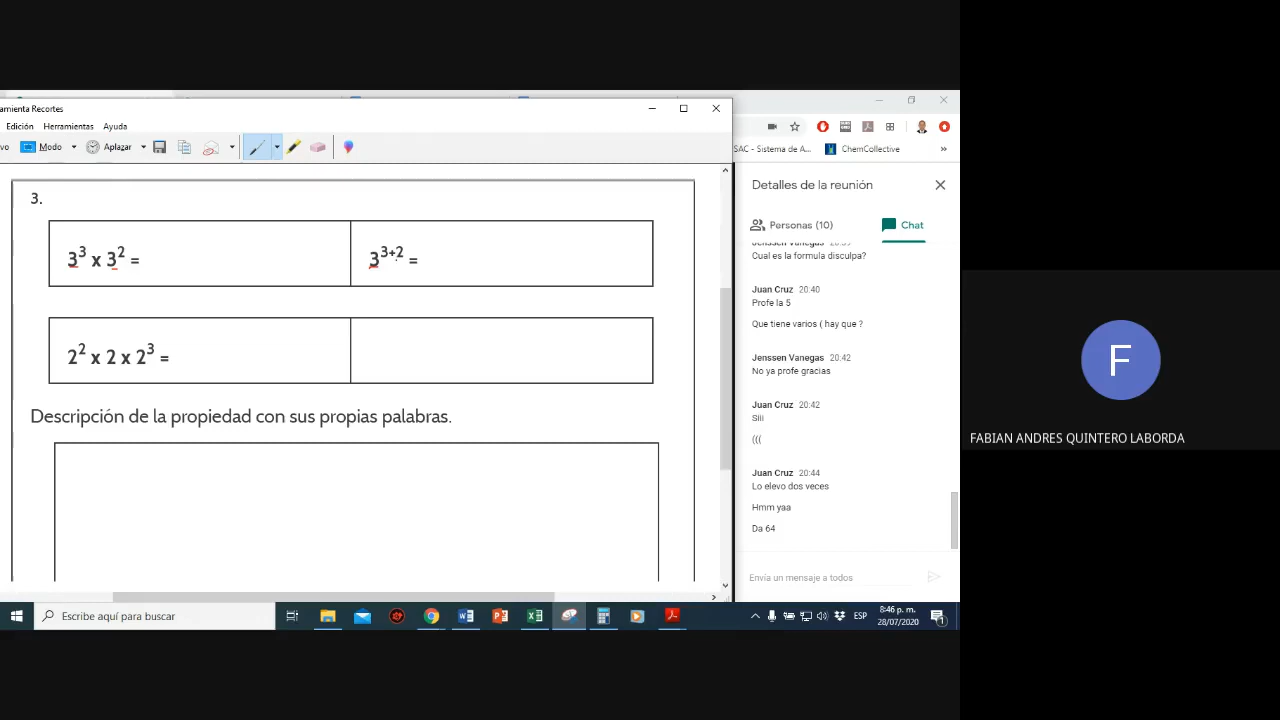 amienta Recortes
Edición Herramientas Ayuda
vo Modo Aplazar
3.
3³ x 3² =
3³⁺² =
2² x 2 x 2³ =
Descripción de la propiedad con sus propias palabras.
SAC - Sistema de A... ChemCollective »
Detalles de la reunión
Personas (10) Chat
Cual es la formula disculpa?
Juan Cruz 20:40
Profe la 5
Que tiene varios ( hay que ?
Jenssen Vanegas 20:42
No ya profe gracias
Juan Cruz 20:42
Siii
(((
Juan Cruz 20:44
Lo elevo dos veces
Hmm yaa
Da 64
Envía un mensaje a todos
Escribe aquí para buscar
ESP
8:46 p. m.
28/07/2020
1
F
FABIAN ANDRES QUINTERO LABORDA